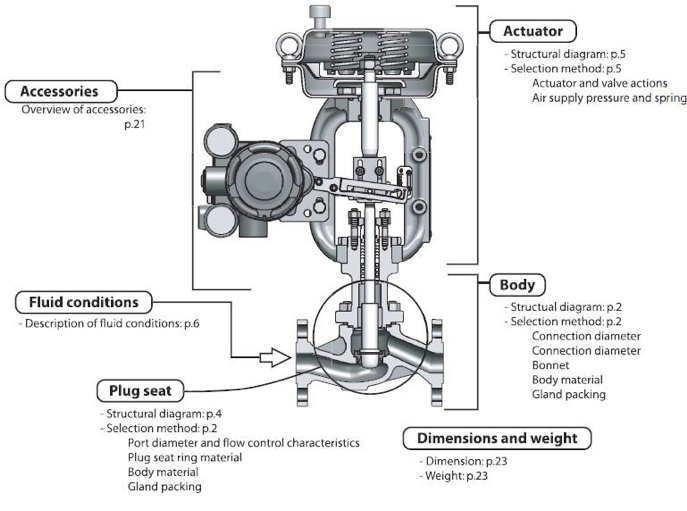 Actuator
- Structural diagram: p.5
- Selection method: p.5
Actuator and valve actions
Air supply pressure and spring
Accessories
Overview of accessories:
p.21
Body
- Structual diagram: p.2
- Selection method: p.2
Connection diameter
Connection diameter
Bonnet
Body material
Gland packing
Fluid conditions
- Description of fluid conditions: p.6
Plug seat
- Structural diagram: p.4
- Selection method: p.2
Port diameter and flow control characteristics
Plug seat ring material
Body material
Gland packing
Dimensions and weight
- Dimension: p.23
- Weight: p.23